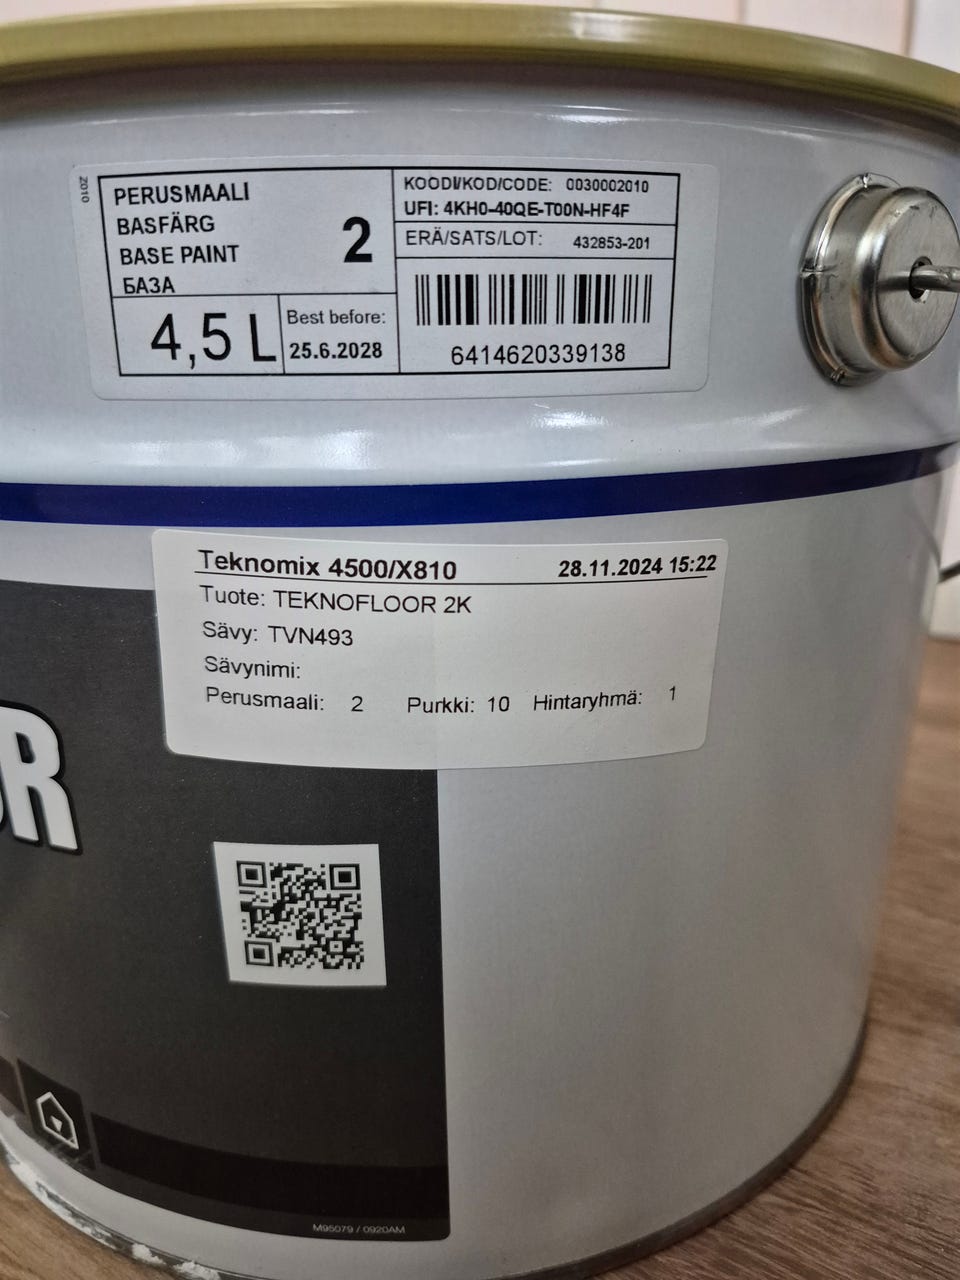 2010
PERUSMAALI
BASFÄRG
BASE PAINT
БАЗА
2
4,5 L
Best before:
25.6.2028
KOODI/KOD/CODE: 0030002010
UFI: 4KH0-40QE-T00N-HF4F
ERÄ/SATS/LOT: 432853-201
6414620339138
Teknomix 4500/X810 28.11.2024 15:22
Tuote: TEKNOFLOOR 2K
Sävy: TVN493
Sävynimi:
Perusmaali: 2 Purkki: 10 Hintaryhmä: 1
R
M95079 / 0920AM